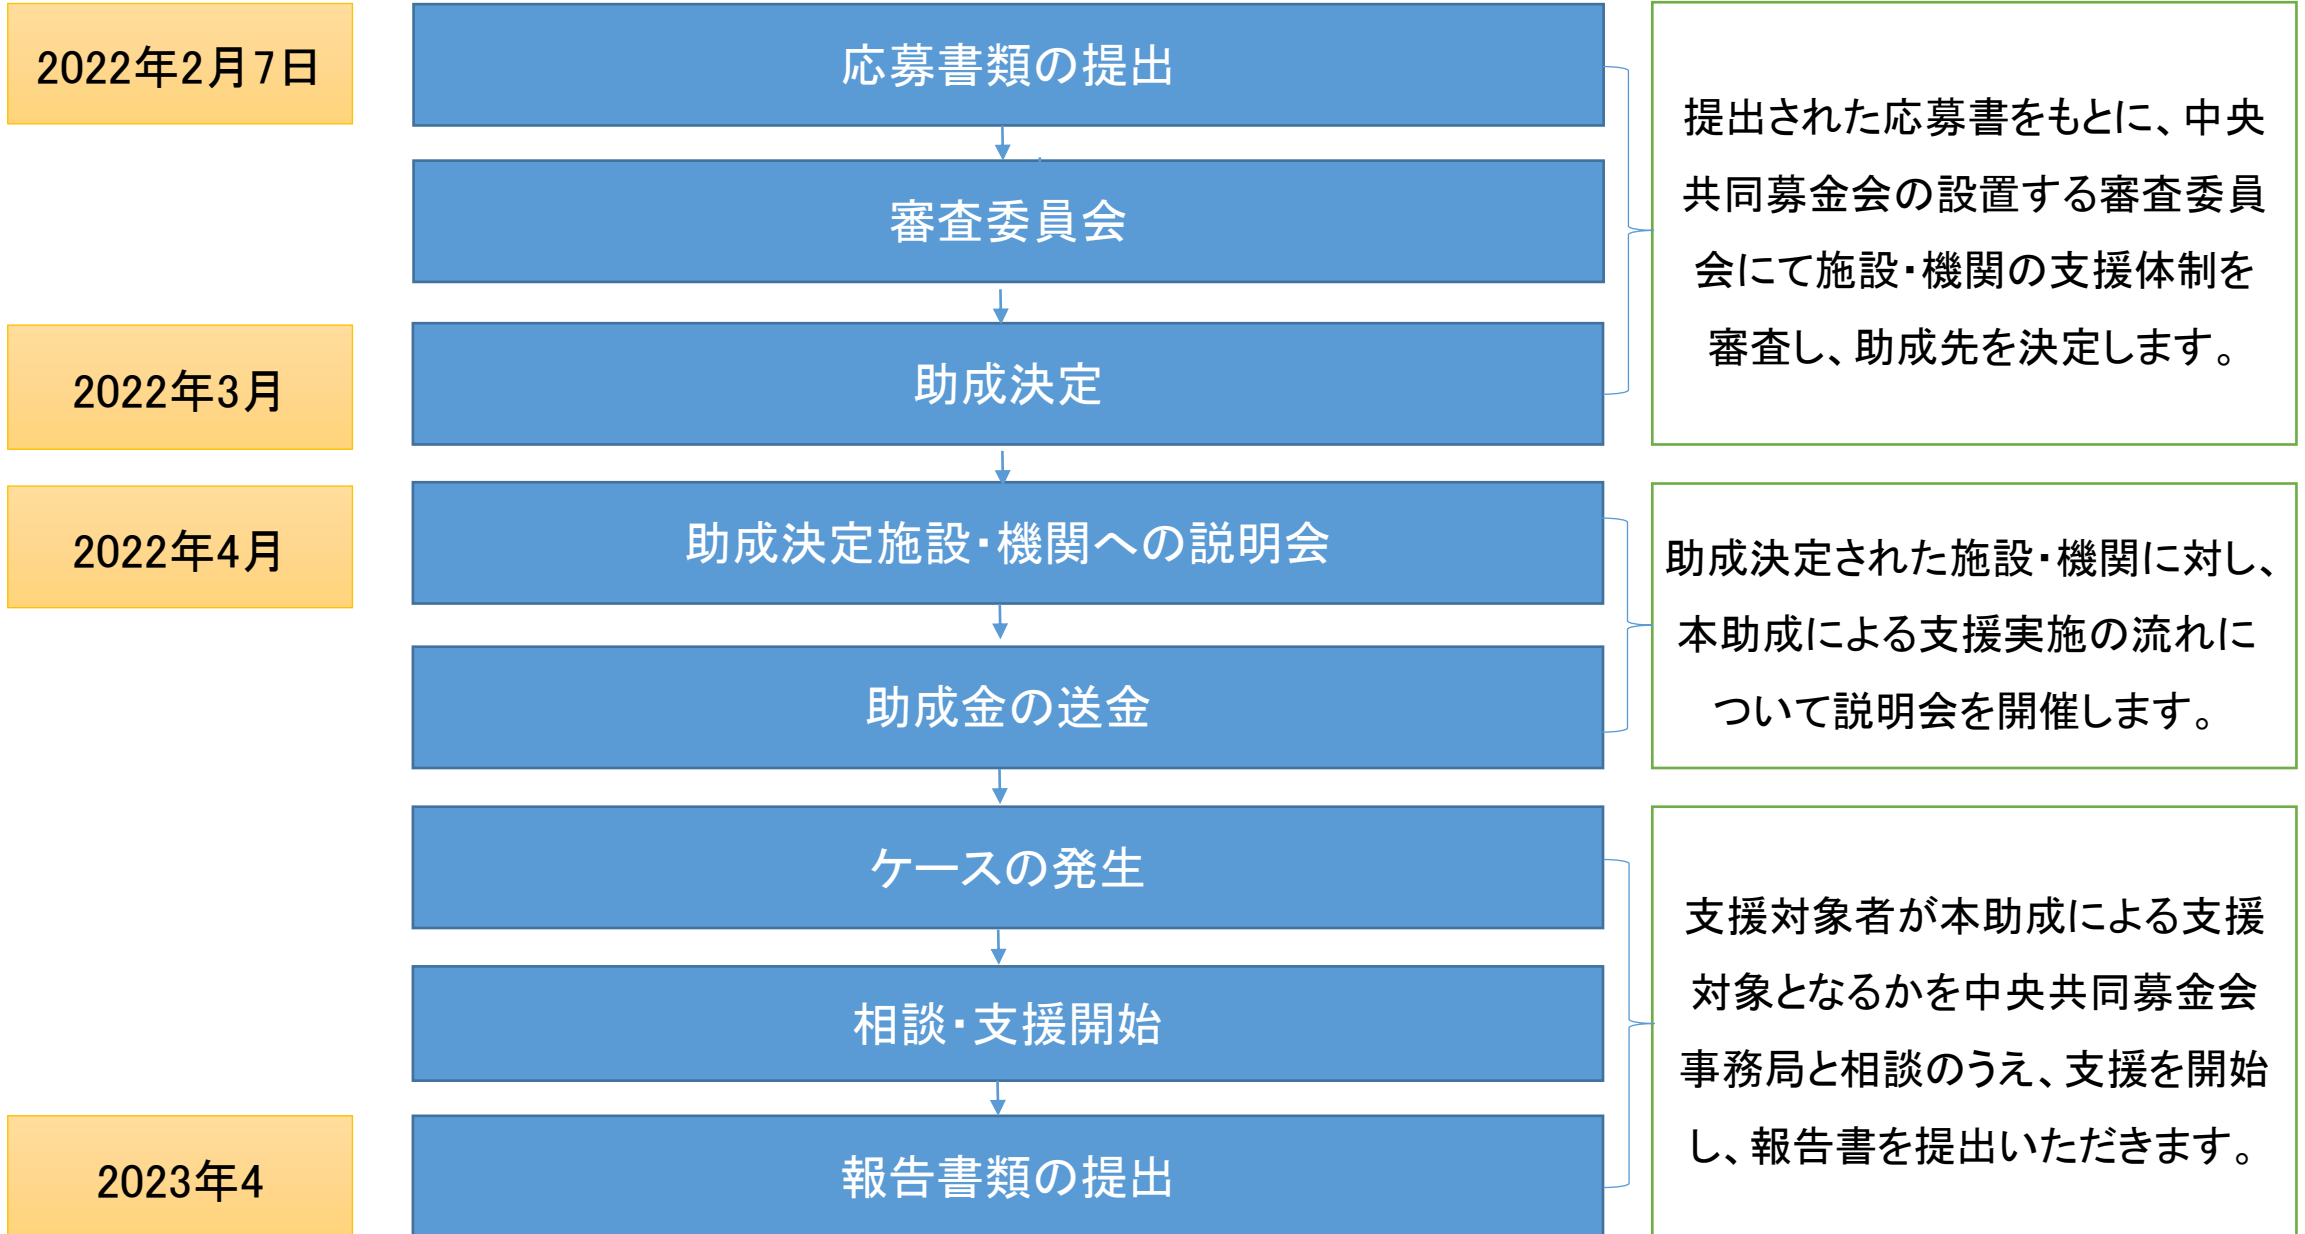 2022年2月7日
応募書類の提出
審査委員会
2022年3月
助成決定
提出された応募書をもとに、中央
共同募金会の設置する審査委員
会にて施設・機関の支援体制を
審査し、助成先を決定します。
2022年4月
助成決定施設・機関への説明会
助成金の送金
助成決定された施設・機関に対し、
本助成による支援実施の流れに
ついて説明会を開催します。
ケースの発生
相談・支援開始
2023年4
報告書類の提出
支援対象者が本助成による支援
対象となるかを中央共同募金会
事務局と相談のうえ、支援を開始
し、報告書を提出いただきます。